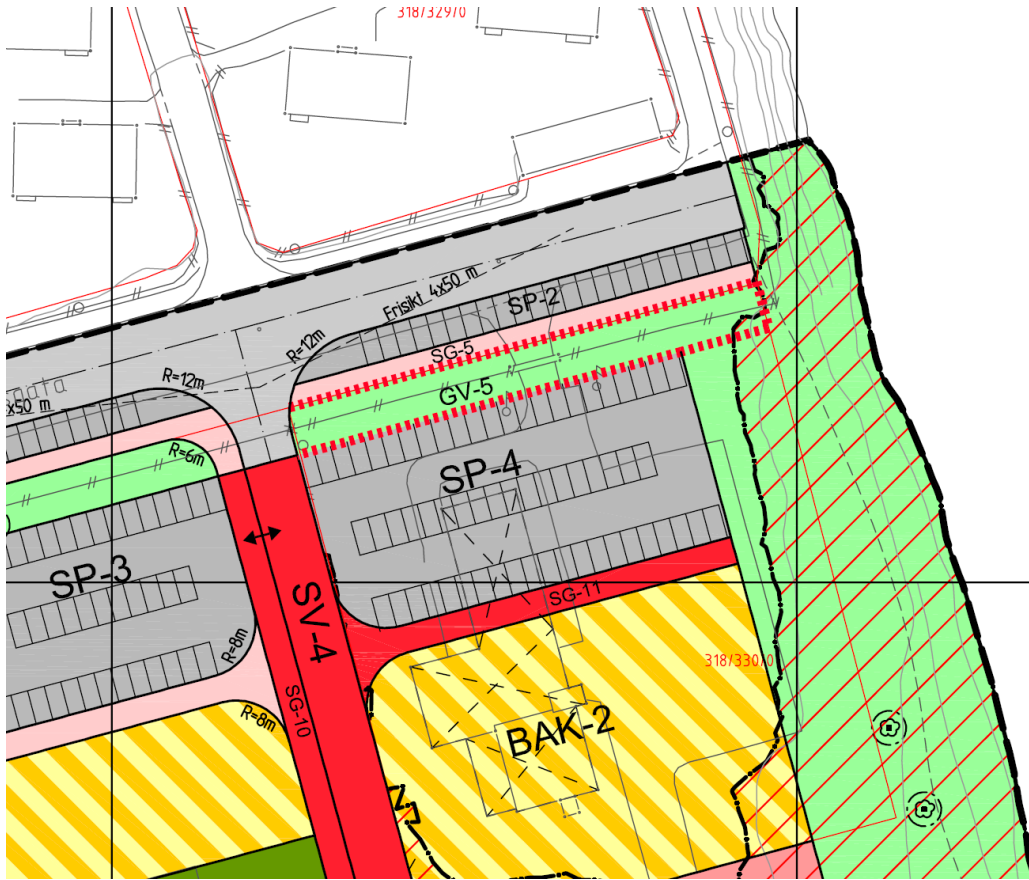 318/329/0
Frisikt 4x50 m
SP-2
R=12m
SG-5
R=12m
x50 m
GV-5
R=6m
SP-4
SP-3
SV-4
SG-11
R=8m
318/330/0
SG-10
R=8m
BAK-2